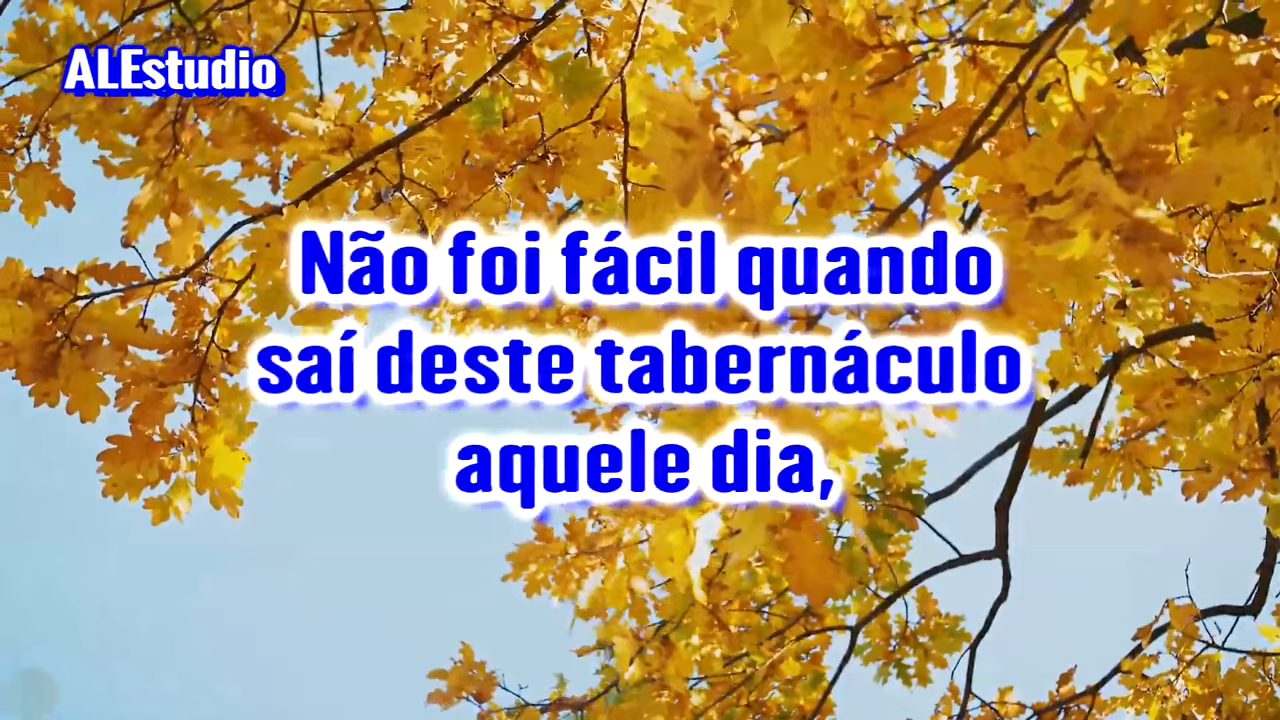 ALEstudio
Não foi fácil quando
saí deste tabernáculo
aquele dia,